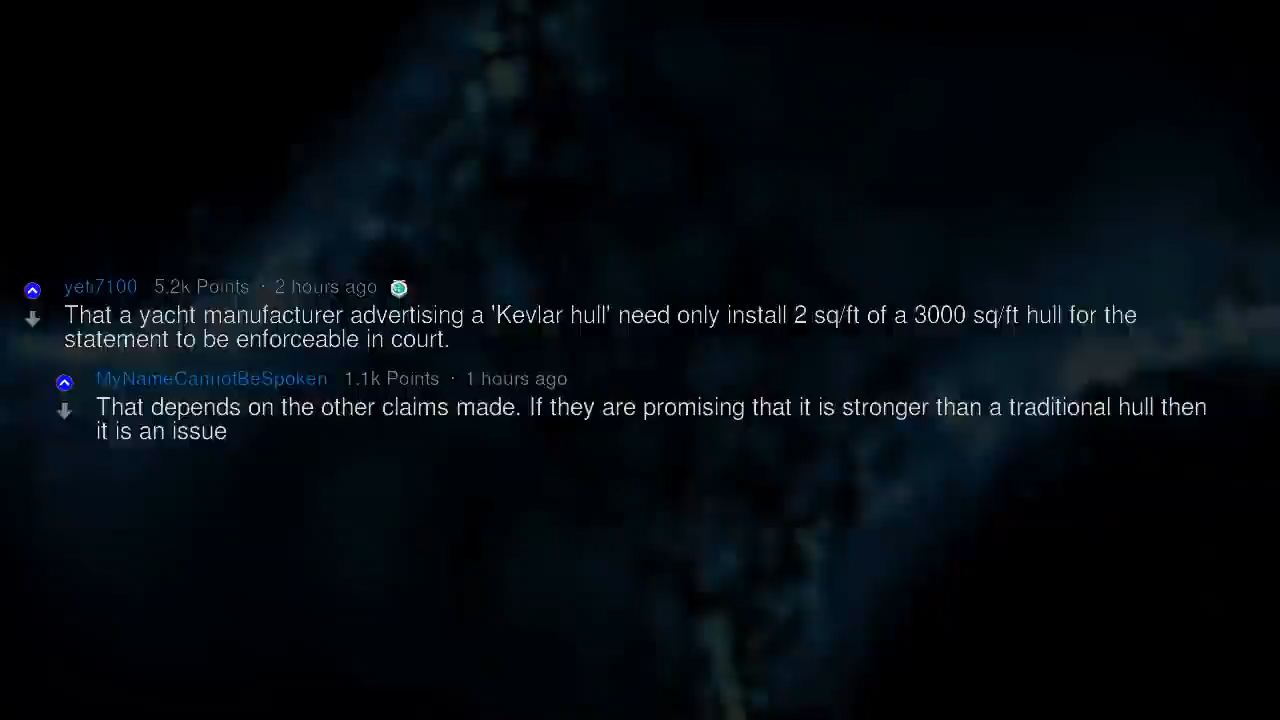 yeti7100 5.2k Points · 2 hours ago
That a yacht manufacturer advertising a 'Kevlar hull' need only install 2 sq/ft of a 3000 sq/ft hull for the
statement to be enforceable in court.
MyNameCannotBeSpoken 1.1k Points · 1 hours ago
That depends on the other claims made. If they are promising that it is stronger than a traditional hull then
it is an issue